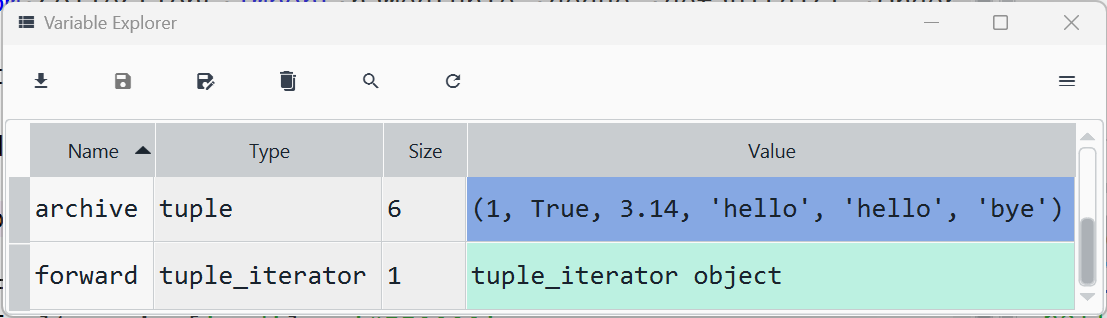 Variable Explorer
Name Type Size Value
archive tuple 6 (1, True, 3.14, 'hello', 'hello', 'bye')
forward tuple_iterator 1 tuple_iterator object